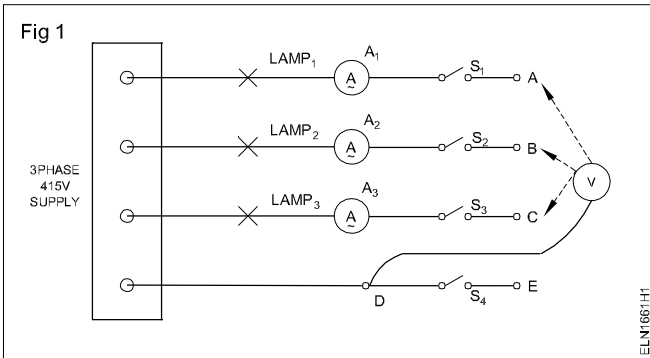 Fig 1
LAMP₁ A₁ A ~ S₁ A
LAMP₂ A₂ A ~ S₂ B
3PHASE
415V
SUPPLY
V
LAMP₃ A₃ A ~ S₃ C
D S₄ E
ELN1661H1